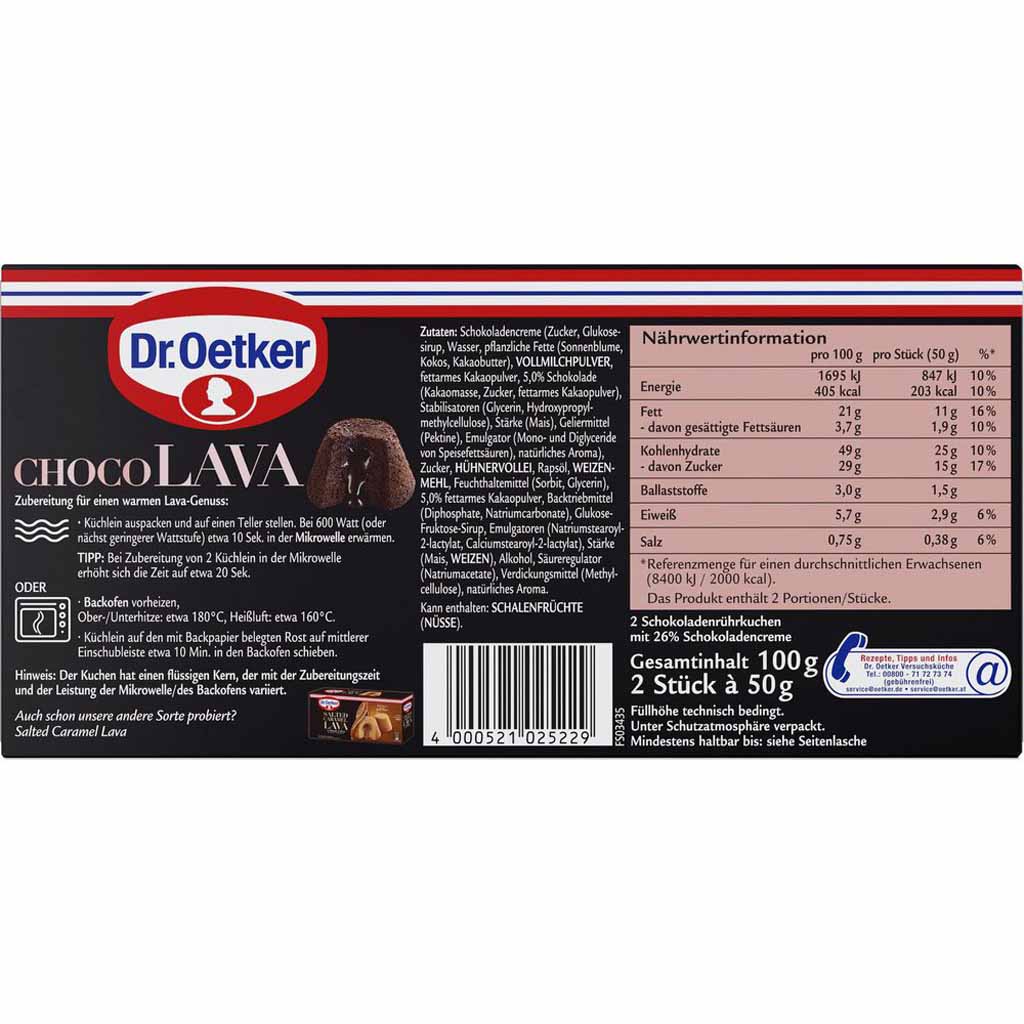 Dr.Oetker
CHOCOLAVA
Zubereitung für einen warmen Lava-Genuss:
· Küchlein auspacken und auf einen Teller stellen. Bei 600 Watt (oder
nächst geringerer Wattstufe) etwa 10 Sek. in der Mikrowelle erwärmen.
TIPP: Bei Zubereitung von 2 Küchlein in der Mikrowelle
erhöht sich die Zeit auf etwa 20 Sek.
ODER
· Backofen vorheizen,
Ober-/Unterhitze: etwa 180°C, Heißluft: etwa 160°C.
· Küchlein auf den mit Backpapier belegten Rost auf mittlerer
Einschubleiste etwa 10 Min. in den Backofen schieben.
Hinweis: Der Kuchen hat einen flüssigen Kern, der mit der Zubereitungszeit
und der Leistung der Mikrowelle/des Backofens variiert.
Auch schon unsere andere Sorte probiert?
Salted Caramel Lava
Dr.Oetker
SALTED
CARAMEL
LAVA
Zutaten: Schokoladencreme (Zucker, Glukose-
sirup, Wasser, pflanzliche Fette (Sonnenblume,
Kokos, Kakaobutter), VOLLMILCHPULVER,
fettarmes Kakaopulver, 5,0% Schokolade
(Kakaomasse, Zucker, fettarmes Kakaopulver),
Stabilisatoren (Glycerin, Hydroxypropyl-
methylcellulose), Stärke (Mais), Geliermittel
(Pektine), Emulgator (Mono- und Diglyceride
von Speisefettsäuren), natürliches Aroma),
Zucker, HÜHNERVOLLEI, Rapsöl, WEIZEN-
MEHL, Feuchthaltemittel (Sorbit, Glycerin),
5,0% fettarmes Kakaopulver, Backtriebmittel
(Diphosphate, Natriumcarbonate), Glukose-
Fruktose-Sirup, Emulgatoren (Natriumstearoyl-
2-lactylat, Calciumstearoyl-2-lactylat), Stärke
(Mais, WEIZEN), Alkohol, Säureregulator
(Natriumacetate), Verdickungsmittel (Methyl-
cellulose), natürliches Aroma.
Kann enthalten: SCHALENFRÜCHTE
(NÜSSE).
4 000521 025229
FS03435
Nährwertinformation
pro 100 g pro Stück (50 g) %*
Energie 1695 kJ 847 kJ 10%
405 kcal 203 kcal 10%
Fett 21 g 11 g 16%
- davon gesättigte Fettsäuren 3,7 g 1,9 g 10%
Kohlenhydrate 49 g 25 g 10%
- davon Zucker 29 g 15 g 17%
Ballaststoffe 3,0 g 1,5 g
Eiweiß 5,7 g 2,9 g 6%
Salz 0,75 g 0,38 g 6%
*Referenzmenge für einen durchschnittlichen Erwachsenen
(8400 kJ / 2000 kcal).
Das Produkt enthält 2 Portionen/Stücke.
2 Schokoladenrührkuchen
mit 26% Schokoladencreme
Gesamtinhalt 100 g
2 Stück à 50 g
Füllhöhe technisch bedingt.
Unter Schutzatmosphäre verpackt.
Mindestens haltbar bis: siehe Seitenlasche
Rezepte, Tipps und Infos
Dr. Oetker Versuchsküche
Tel.: 00800 - 71 72 73 74
(gebührenfrei)
service@oetker.de • service@oetker.at
@